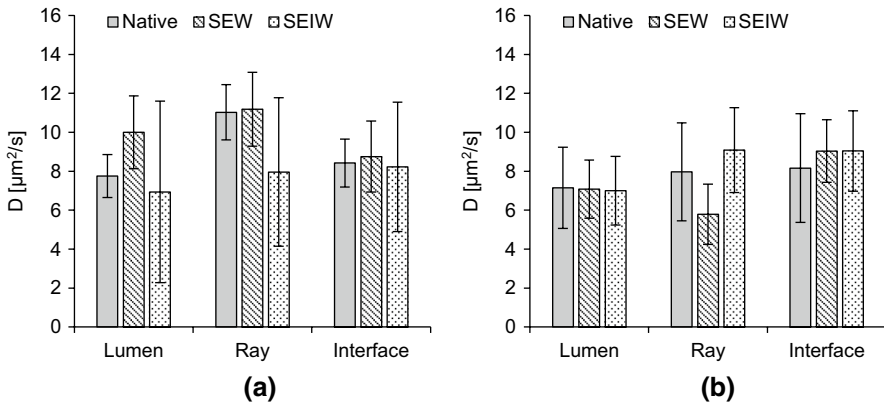 16
14
12
10
8
6
4
2
0
D [µm²/s]
Native SEW SEIW
Lumen Ray Interface
(a)
16
14
12
10
8
6
4
2
0
D [µm²/s]
Native SEW SEIW
Lumen Ray Interface
(b)